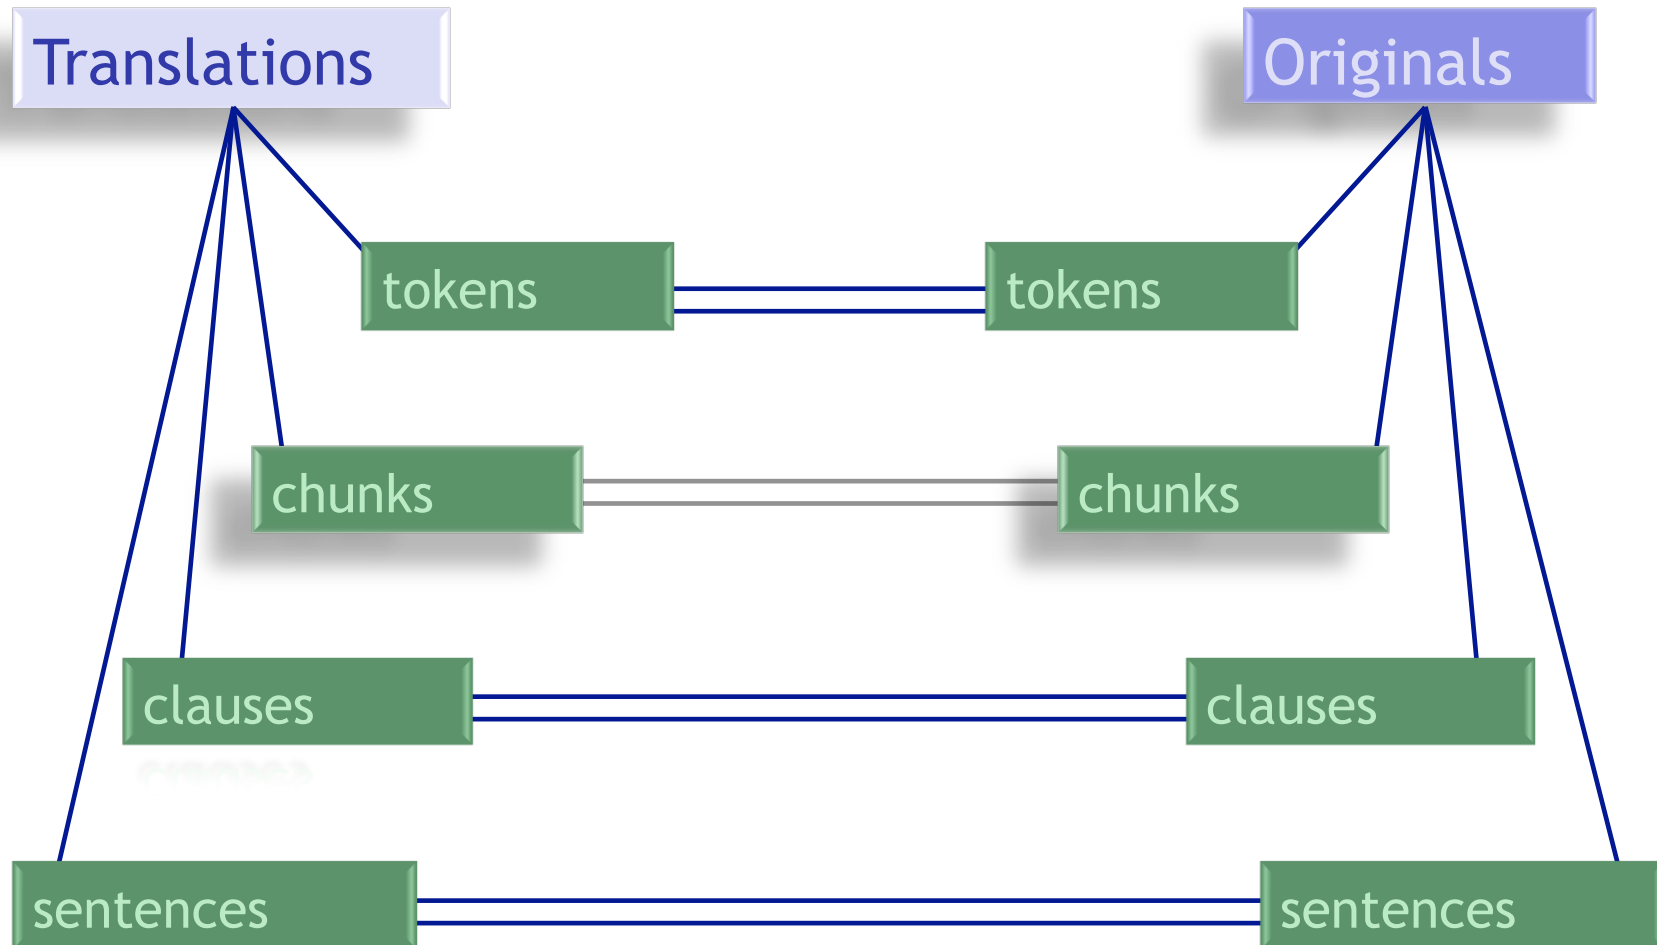 Translations
Originals
tokens
tokens
chunks
chunks
clauses
clauses
sentences
sentences